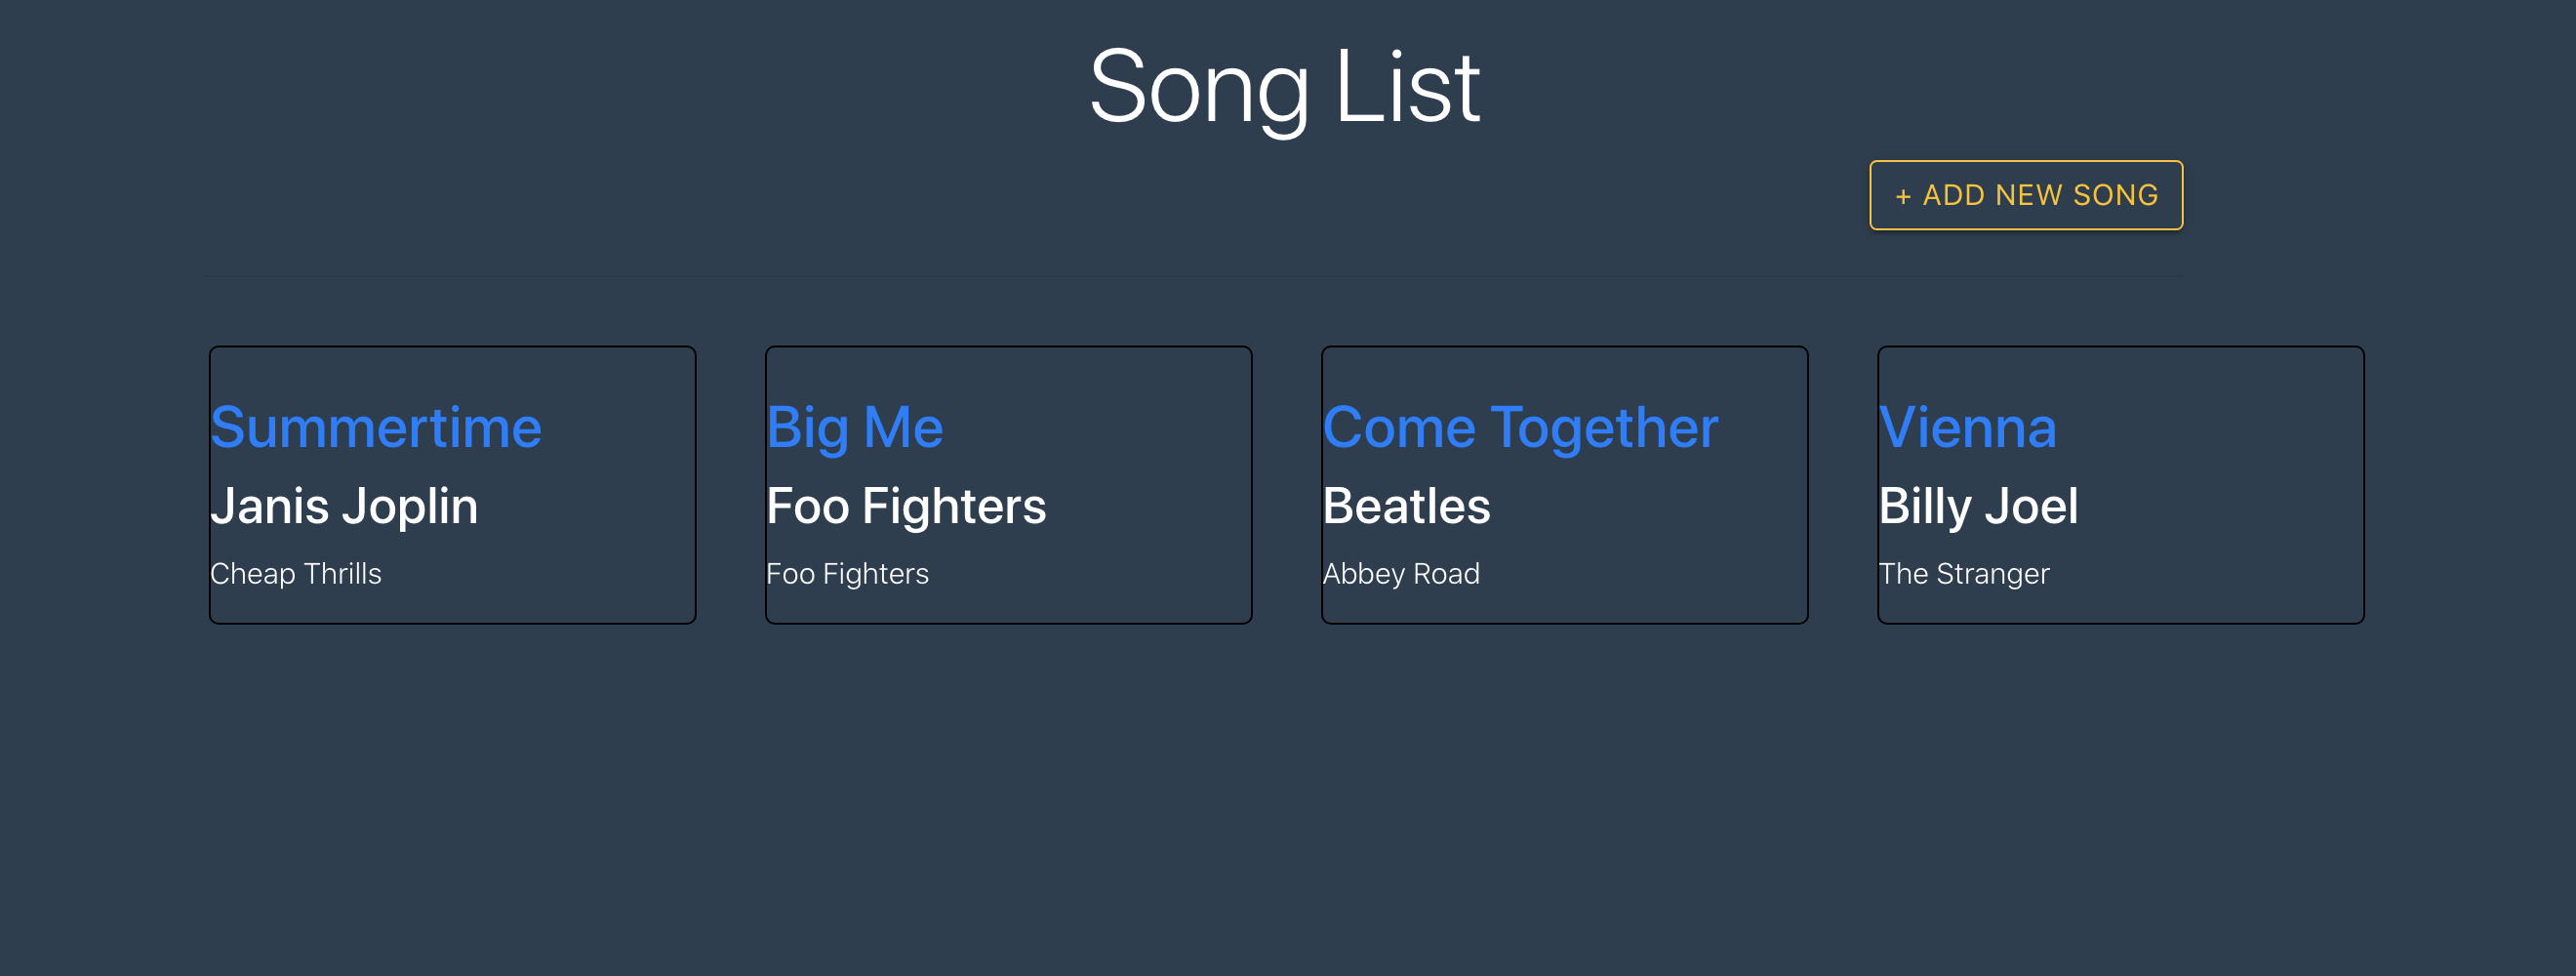 Song List
+ ADD NEW SONG
Summertime
Janis Joplin
Cheap Thrills
Big Me
Foo Fighters
Foo Fighters
Come Together
Beatles
Abbey Road
Vienna
Billy Joel
The Stranger